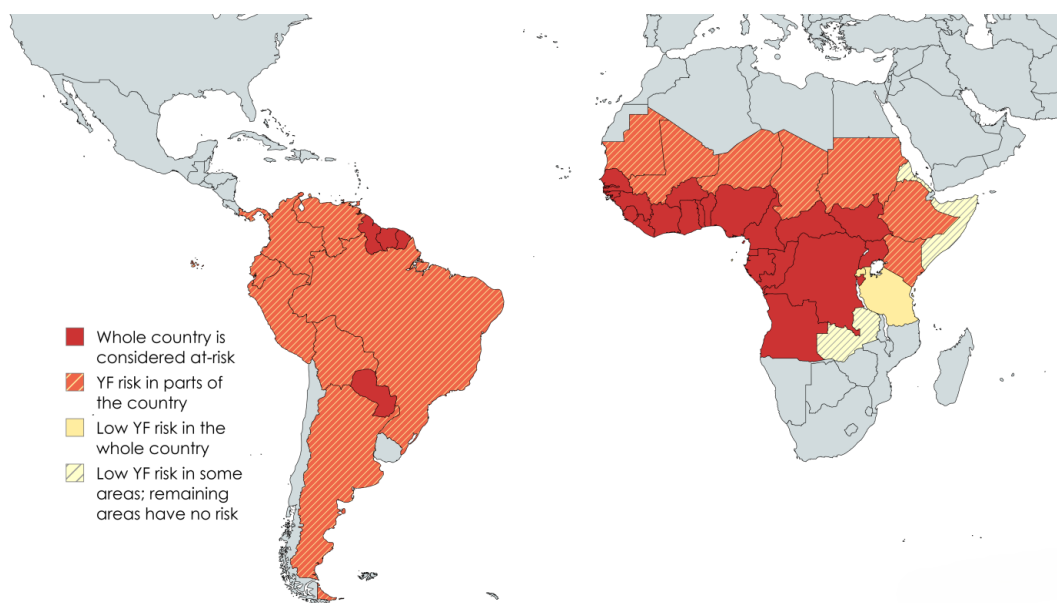 Whole country is
considered at-risk
YF risk in parts of
the country
Low YF risk in the
whole country
Low YF risk in some
areas; remaining
areas have no risk